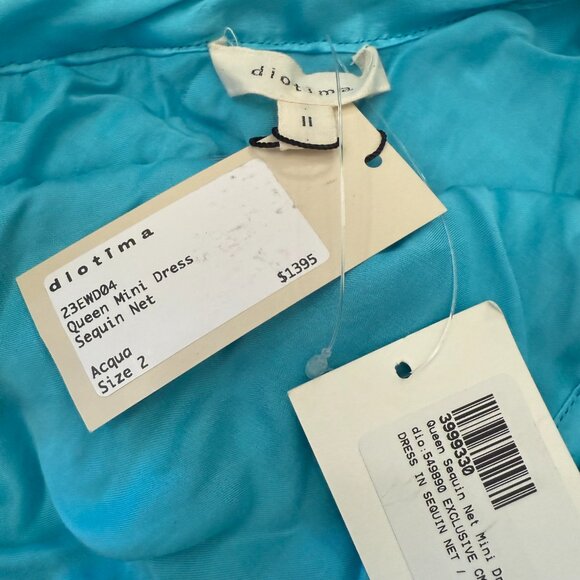 diotima
II
diotima
23EWD04
Queen Mini Dress
Sequin Net
$1395
Acqua
Size 2
3999330
Queen Sequin Net Mini D
dio.549890 EXCLUSIVE
DRESS IN SEQUIN NET /